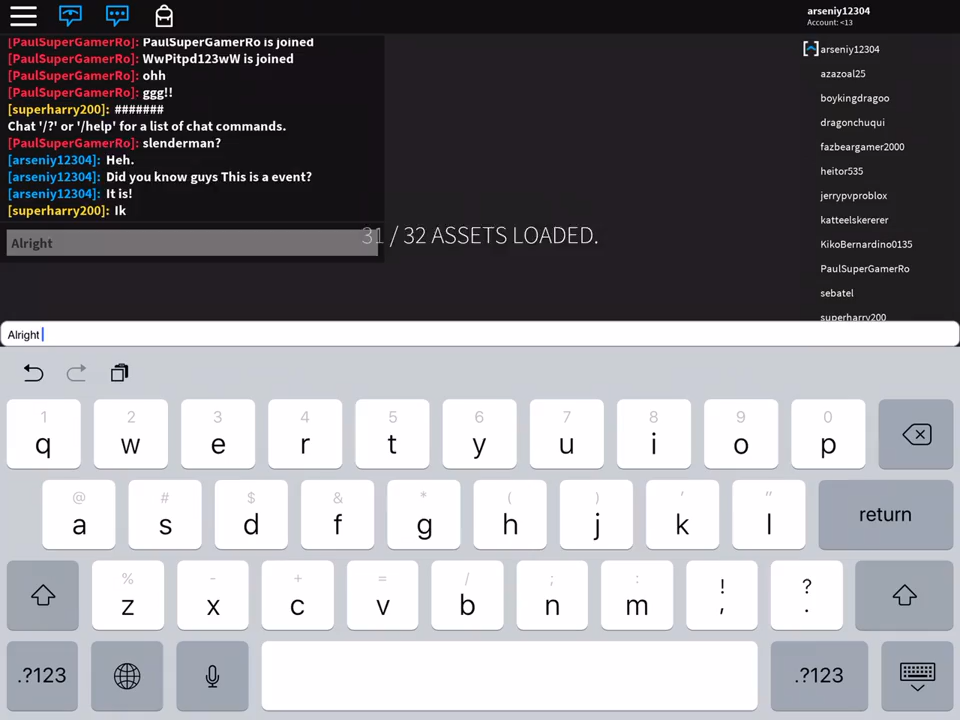 arseniy12304
Account: <13
[PaulSuperGamerRo]: PaulSuperGamerRo is joined
[PaulSuperGamerRo]: WwPitpd123wW is joined
[PaulSuperGamerRo]: ohh
[PaulSuperGamerRo]: ggg!!
[superharry200]: #######
Chat '/?' or '/help' for a list of chat commands.
[PaulSuperGamerRo]: slenderman?
[arseniy12304]: Heh.
[arseniy12304]: Did you know guys This is a event?
[arseniy12304]: It is!
[superharry200]: Ik
Alright
31 / 32 ASSETS LOADED.
arseniy12304
azazoal25
boykingdragoo
dragonchuqui
fazbeargamer2000
heitor535
jerrypvproblox
katteelskererer
KikoBernardino0135
PaulSuperGamerRo
sebatel
superharry200
Alright
1 2 3 4 5 6 7 8 9 0
q w e r t y u i o p
@ # $ & * ( ) ' "
a s d f g h j k l return
% - + = / ; : ! ?
z x c v b n m , .
.?123 .?123